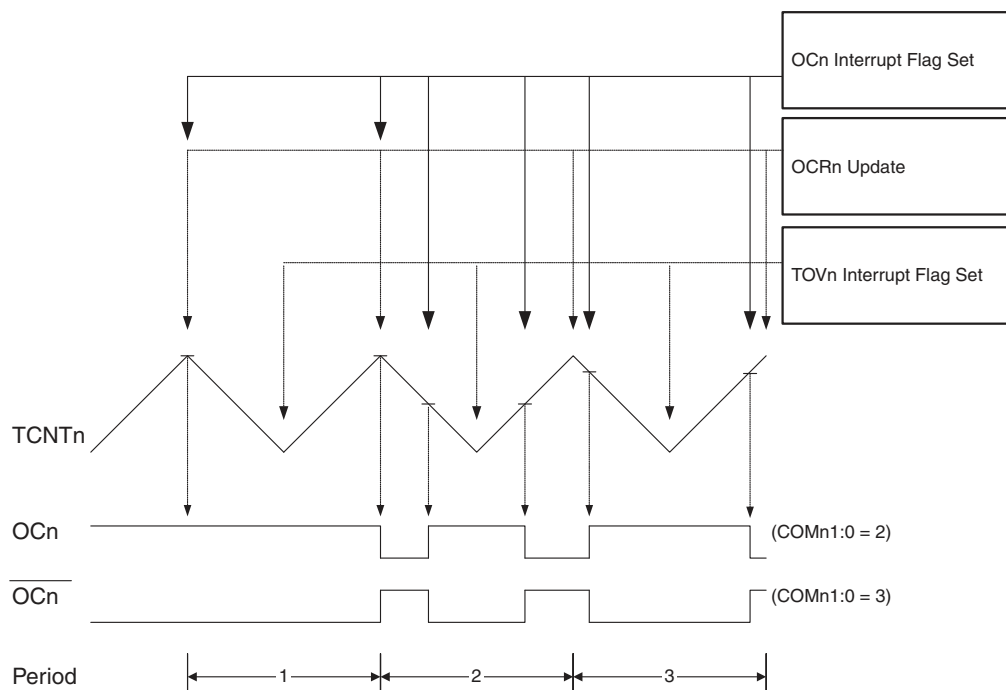 OCn Interrupt Flag Set
OCRn Update
TOVn Interrupt Flag Set
TCNTn
OCn
(COMn1:0 = 2)
OCn
(COMn1:0 = 3)
Period
1
2
3